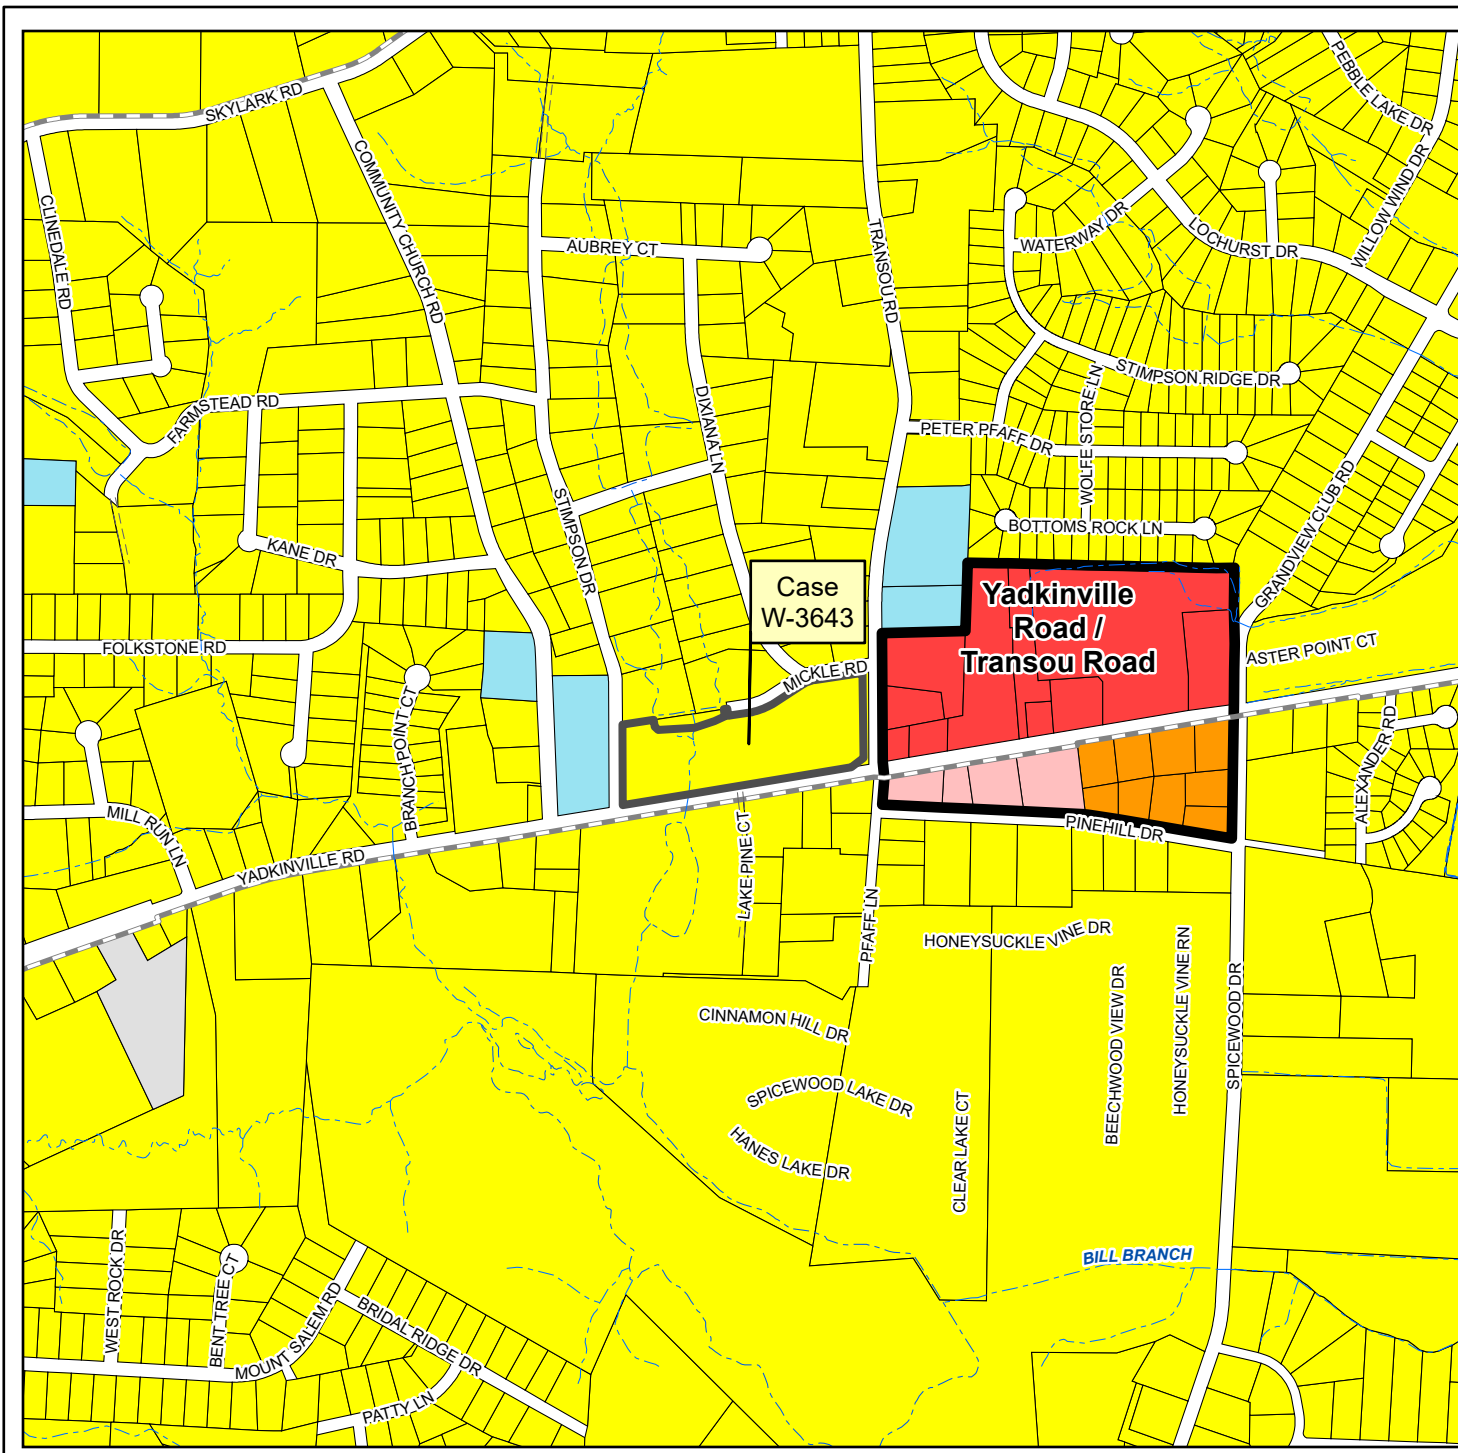 PEBBLE LAKE DR
SKYLARK RD
COMMUNITY CHURCH RD
WILLOW WIND DR
CLINEDALE RD
WATERWAY DR
LOCHURST DR
AUBREY CT
TRANSOU RD
STIMPSON RIDGE DR
FARMSTEAD RD
DIXIANA LN
PETER PFAFF DR
WOLFE STORE LN
GRANDVIEW CLUB RD
STIMPSON DR
BOTTOMS ROCK LN
KANE DR
Case
W-3643
Yadkinville
Road /
Transou Road
FOLKSTONE RD
MICKLE RD
ASTER POINT CT
BRANCH POINT CT
ALEXANDER RD
MILL RUN LN
PINEHILL DR
YADKINVILLE RD
LAKE PINE CT
PFAFF LN
HONEYSUCKLE VINE DR
HONEYSUCKLE VINE RN
BEECHWOOD VIEW DR
SPICEWOOD DR
CINNAMON HILL DR
SPICEWOOD LAKE DR
HANES LAKE DR
CLEAR LAKE CT
BILL BRANCH
WEST ROCK DR
BENT TREE CT
MOUNT SALEM RD
BRIDAL RIDGE DR
PATTY LN